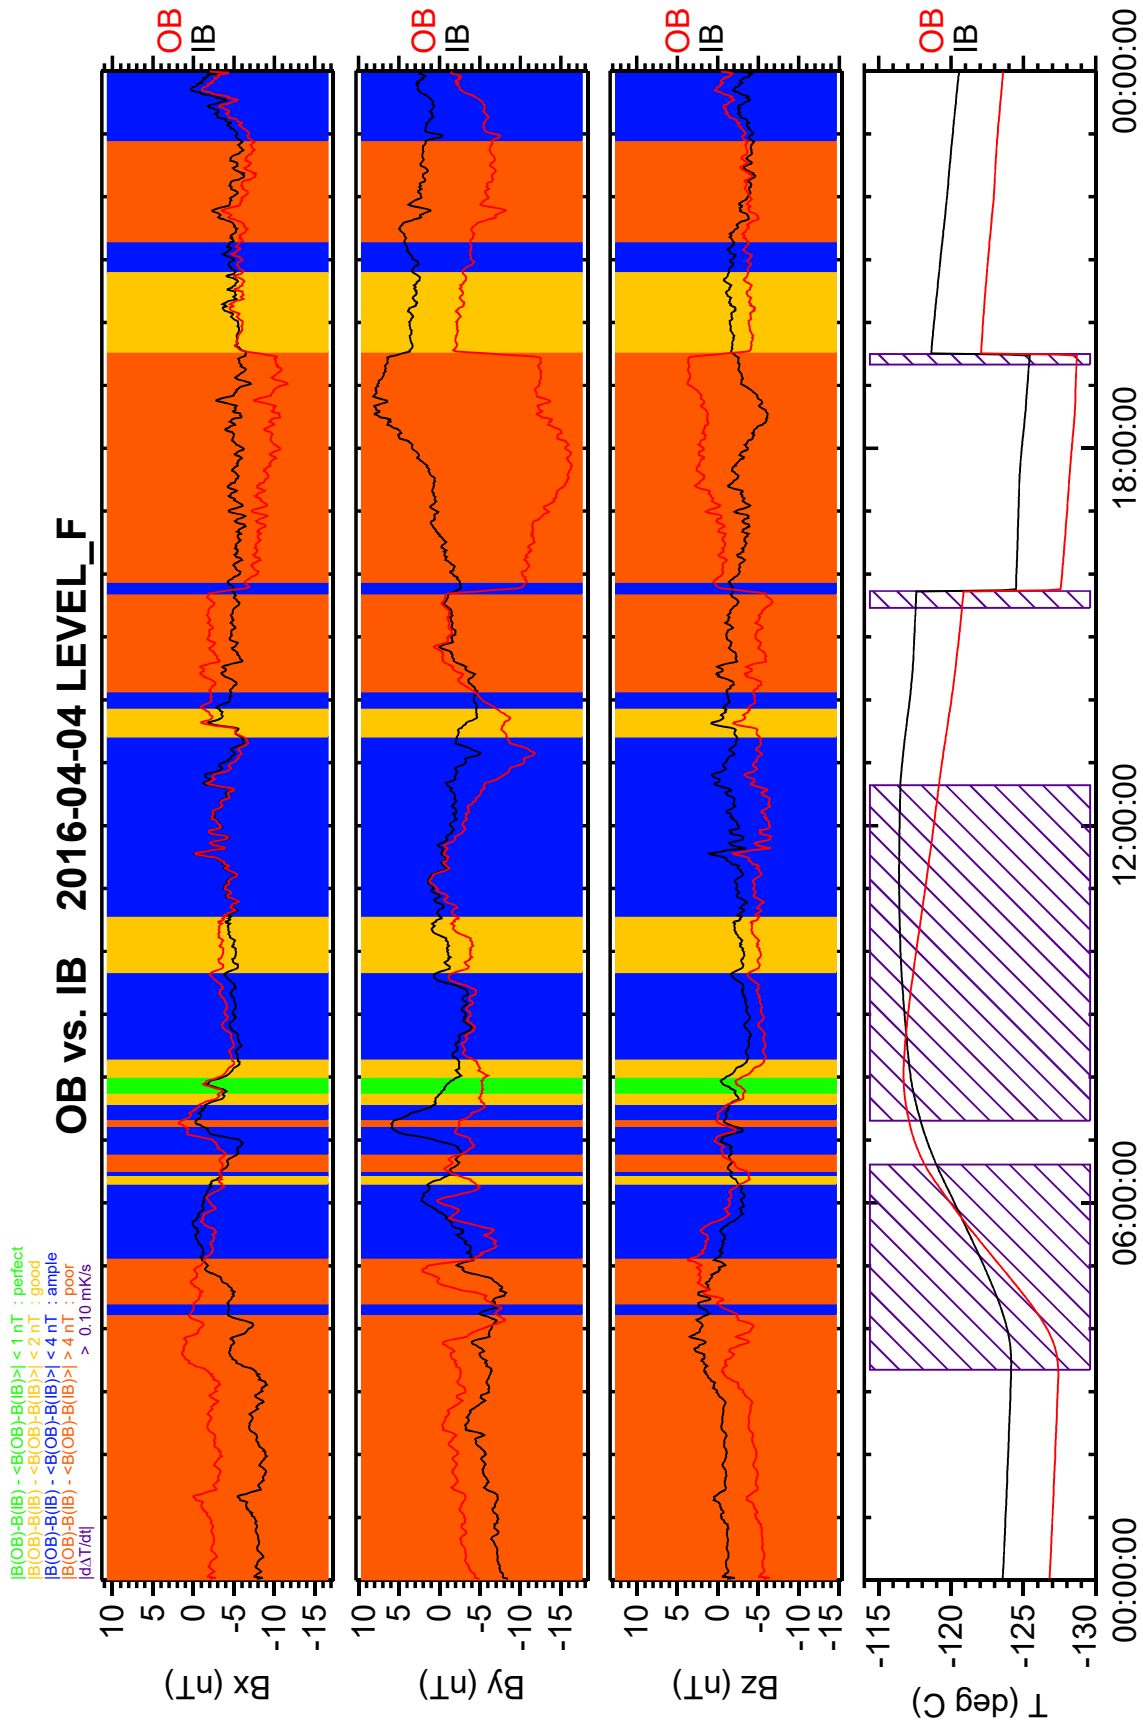 OB vs. IB 2016-04-04 LEVEL_F
|B(OB)-B(IB) - <B(OB)-B(IB)>| < 1 nT : perfect
|B(OB)-B(IB) - <B(OB)-B(IB)>| < 2 nT : good
|B(OB)-B(IB) - <B(OB)-B(IB)>| < 4 nT : ample
|B(OB)-B(IB) - <B(OB)-B(IB)>| > 4 nT : poor
|dΔT/dt| > 0.10 mK/s
Bx (nT)
10
5
0
-5
-10
-15
OB
IB
By (nT)
10
5
0
-5
-10
-15
OB
IB
Bz (nT)
10
5
0
-5
-10
-15
OB
IB
T (deg C)
-115
-120
-125
-130
OB
IB
00:00:00
06:00:00
12:00:00
18:00:00
00:00:00